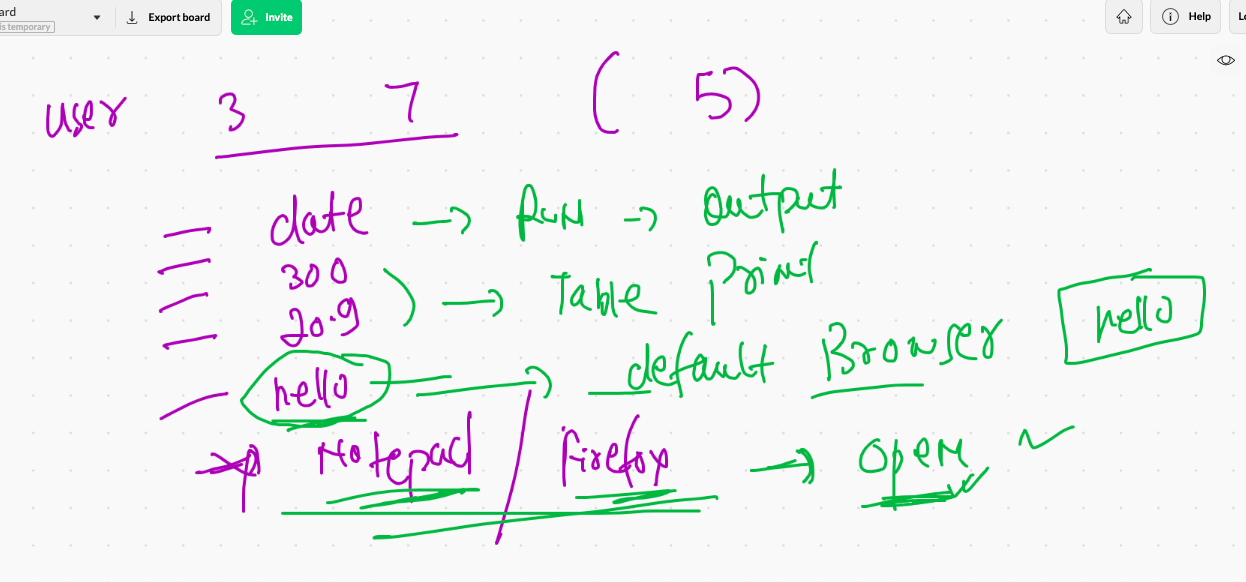 ard Export board Invite Help Lo
is temporary
user 3 7 ( 5)
date → RUN → output
300
20.9 ) → Table print
hello
hello → default Browser
→ Notepad / firefox → open ✓